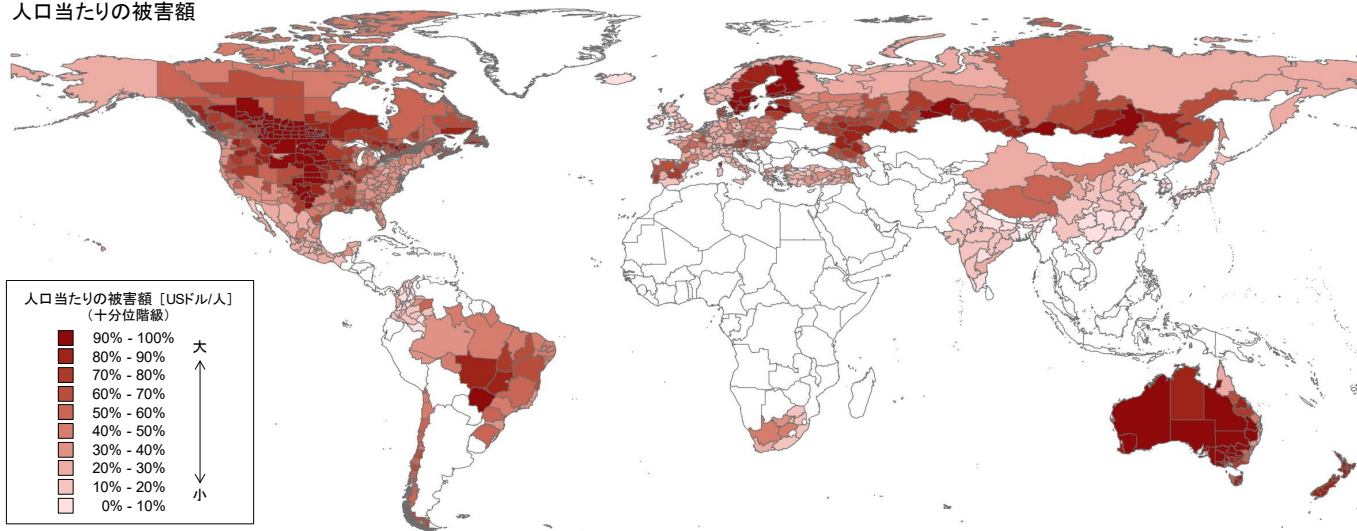 人口当たりの被害額
人口当たりの被害額 [USドル/人]
(十分位階級)
90% - 100%
大
80% - 90%
70% - 80%
60% - 70%
50% - 60%
40% - 50%
30% - 40%
20% - 30%
10% - 20%
小
0% - 10%